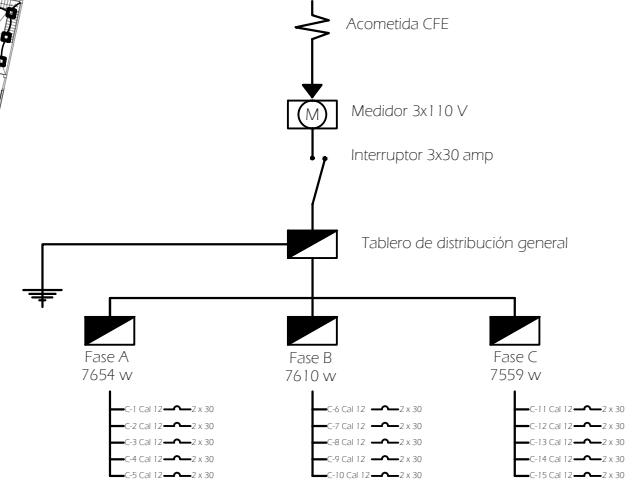 Acometida CFE
M
Medidor 3x110 V
Interruptor 3x30 amp
Tablero de distribución general
Fase A
7654 w
Fase B
7610 w
Fase C
7559 w
C-1 Cal 12 2 x 30
C-2 Cal 12 2 x 30
C-3 Cal 12 2 x 30
C-4 Cal 12 2 x 30
C-5 Cal 12 2 x 30
C-6 Cal 12 2 x 30
C-7 Cal 12 2 x 30
C-8 Cal 12 2 x 30
C-9 Cal 12 2 x 30
C-10 Cal 12 2 x 30
C-11 Cal 12 2 x 30
C-12 Cal 12 2 x 30
C-13 Cal 12 2 x 30
C-14 Cal 12 2 x 30
C-15 Cal 12 2 x 30